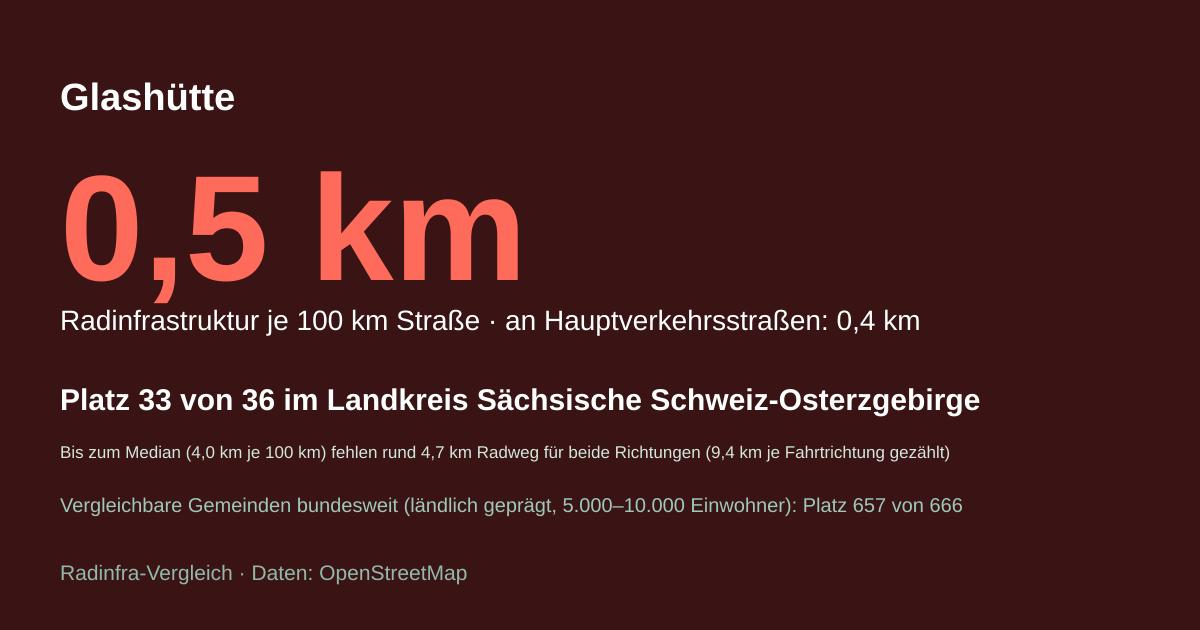 Glashütte
0,5 km
Radinfrastruktur je 100 km Straße · an Hauptverkehrsstraßen: 0,4 km
Platz 33 von 36 im Landkreis Sächsische Schweiz-Osterzgebirge
Bis zum Median (4,0 km je 100 km) fehlen rund 4,7 km Radweg für beide Richtungen (9,4 km je Fahrtrichtung gezählt)
Vergleichbare Gemeinden bundesweit (ländlich geprägt, 5.000–10.000 Einwohner): Platz 657 von 666
Radinfra-Vergleich · Daten: OpenStreetMap